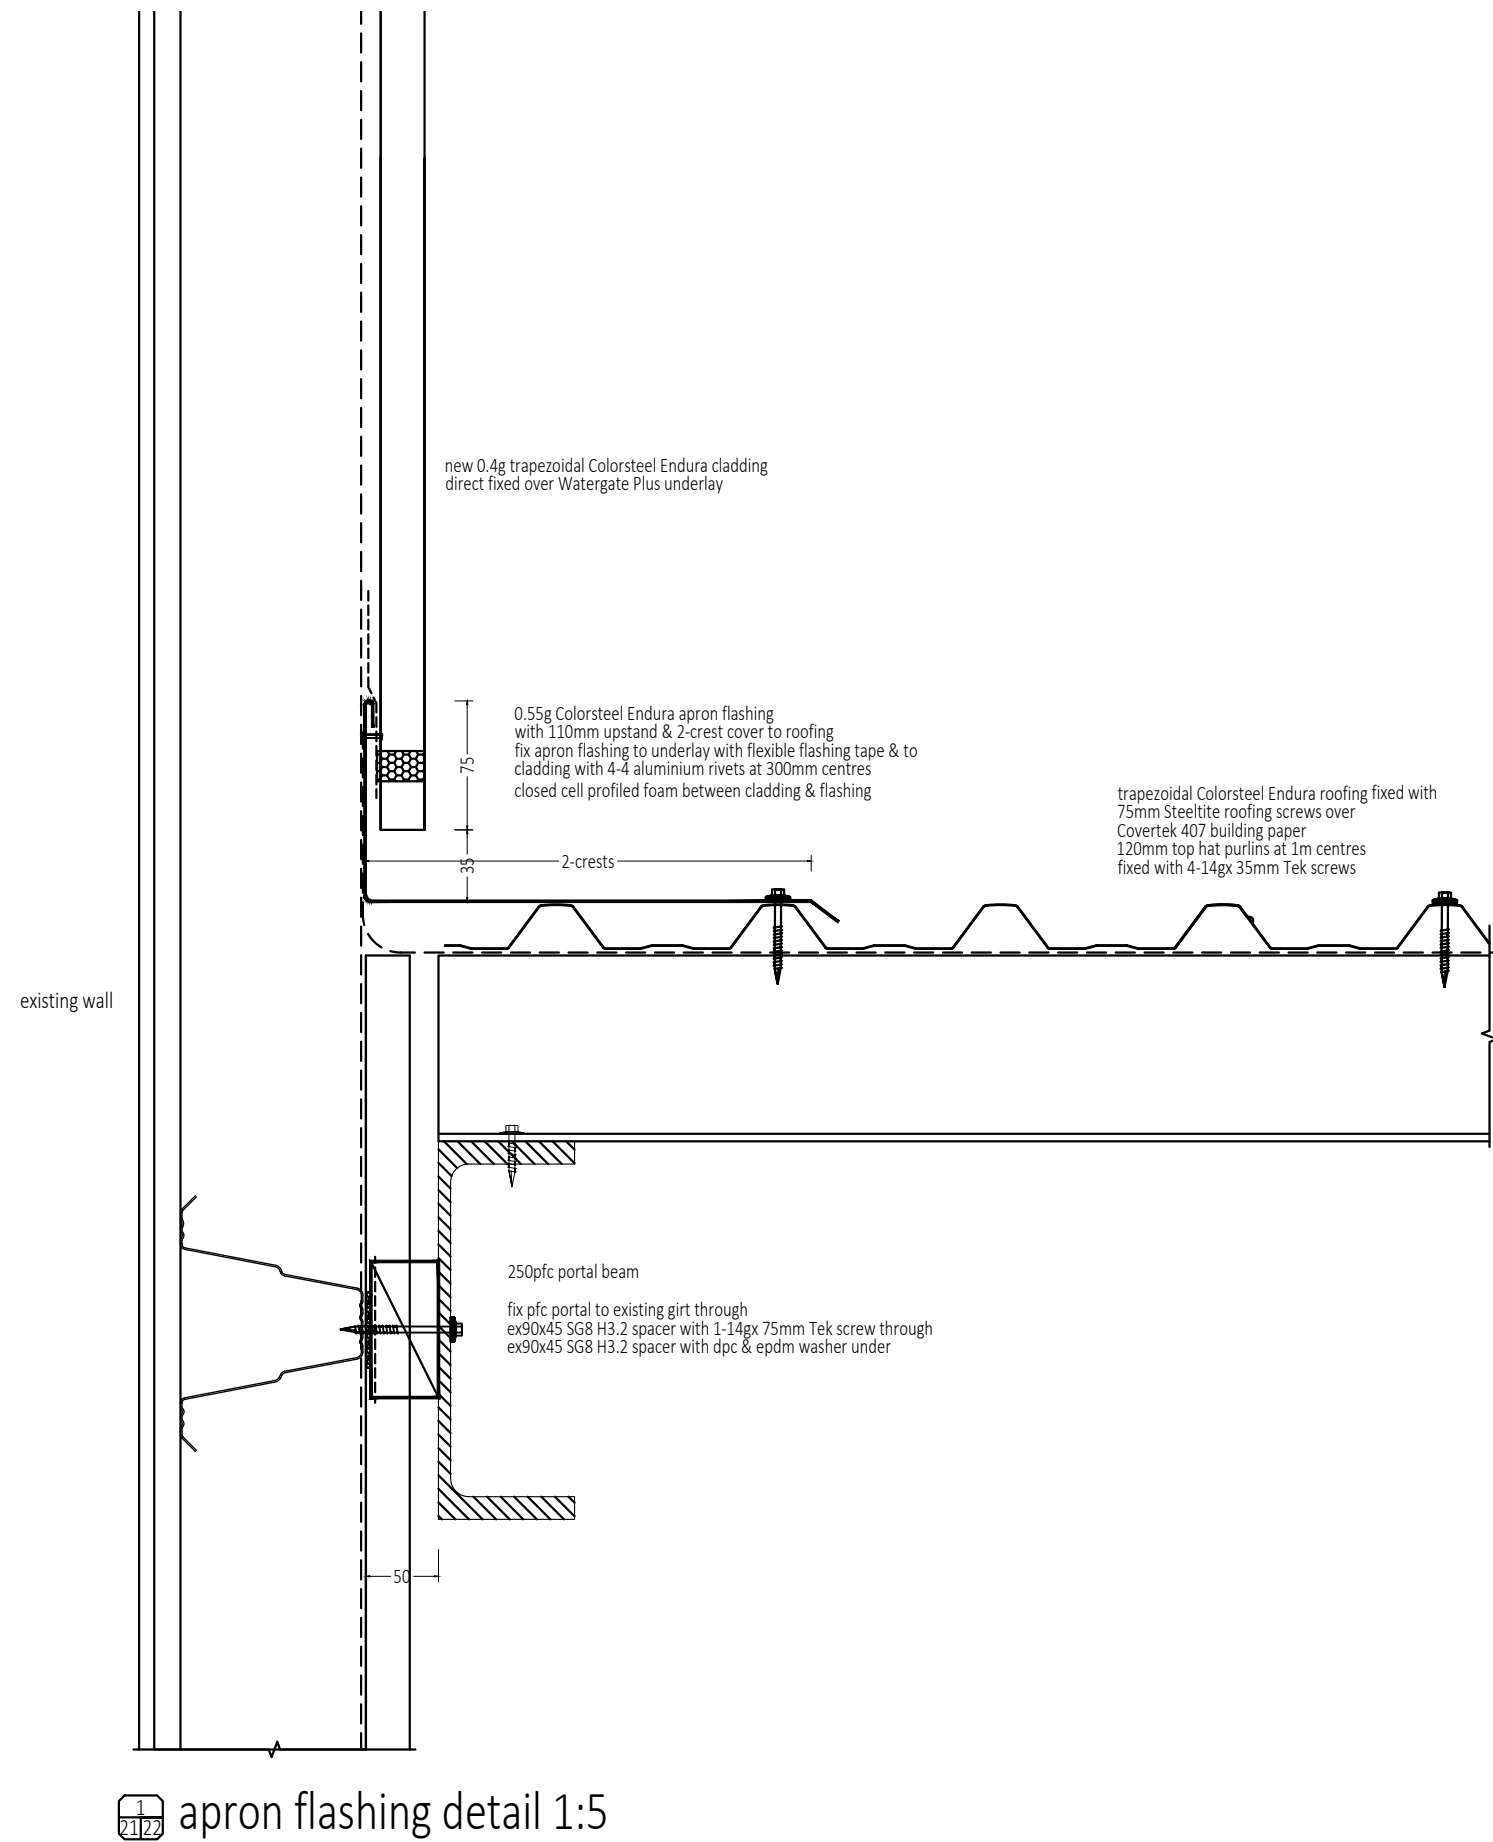 new 0.4g trapezoidal Colorsteel Endura cladding
direct fixed over Watergate Plus underlay
0.55g Colorsteel Endura apron flashing
with 110mm upstand & 2-crest cover to roofing
fix apron flashing to underlay with flexible flashing tape & to
cladding with 4-4 aluminium rivets at 300mm centres
closed cell profiled foam between cladding & flashing
75
35
2-crests
trapezoidal Colorsteel Endura roofing fixed with
75mm Steeltite roofing screws over
Covertek 407 building paper
120mm top hat purlins at 1m centres
fixed with 4-14gx 35mm Tek screws
existing wall
250pfc portal beam
fix pfc portal to existing girt through
ex90x45 SG8 H3.2 spacer with 1-14gx 75mm Tek screw through
ex90x45 SG8 H3.2 spacer with dpc & epdm washer under
50
1
21 22
apron flashing detail 1:5